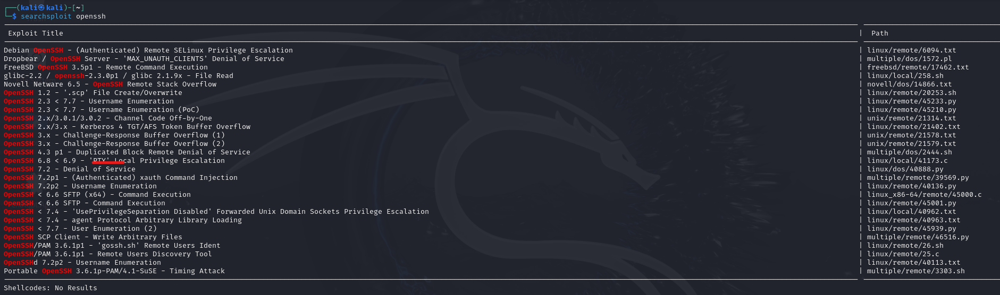 ┌──(kali㉿kali)-[~]
└─$ searchsploit openssh
Exploit Title | Path
Debian OpenSSH - (Authenticated) Remote SELinux Privilege Escalation | linux/remote/6094.txt
Dropbear / OpenSSH Server - 'MAX_UNAUTH_CLIENTS' Denial of Service | multiple/dos/1572.pl
FreeBSD OpenSSH 3.5p1 - Remote Command Execution | freebsd/remote/17462.txt
glibc-2.2 / openssh-2.3.0p1 / glibc 2.1.9x - File Read | linux/local/258.sh
Novell Netware 6.5 - OpenSSH Remote Stack Overflow | novell/dos/14866.txt
OpenSSH 1.2 - '.scp' File Create/Overwrite | linux/remote/20253.sh
OpenSSH 2.3 < 7.7 - Username Enumeration | linux/remote/45233.py
OpenSSH 2.3 < 7.7 - Username Enumeration (PoC) | linux/remote/45210.py
OpenSSH 2.x/3.0.1/3.0.2 - Channel Code Off-by-One | unix/remote/21314.txt
OpenSSH 2.x/3.x - Kerberos 4 TGT/AFS Token Buffer Overflow | linux/remote/21402.txt
OpenSSH 3.x - Challenge-Response Buffer Overflow (1) | unix/remote/21578.txt
OpenSSH 3.x - Challenge-Response Buffer Overflow (2) | unix/remote/21579.txt
OpenSSH 4.3 p1 - Duplicated Block Remote Denial of Service | multiple/dos/2444.sh
OpenSSH 6.8 < 6.9 - 'PTY' Local Privilege Escalation | linux/local/41173.c
OpenSSH 7.2 - Denial of Service | linux/dos/40888.py
OpenSSH 7.2p1 - (Authenticated) xauth Command Injection | multiple/remote/39569.py
OpenSSH 7.2p2 - Username Enumeration | linux/remote/40136.py
OpenSSH < 6.6 SFTP (x64) - Command Execution | linux_x86-64/remote/45000.c
OpenSSH < 6.6 SFTP - Command Execution | linux/remote/45001.py
OpenSSH < 7.4 - 'UsePrivilegeSeparation Disabled' Forwarded Unix Domain Sockets Privilege Escalation | linux/local/40962.txt
OpenSSH < 7.4 - agent Protocol Arbitrary Library Loading | linux/remote/40963.txt
OpenSSH < 7.7 - User Enumeration (2) | linux/remote/45939.py
OpenSSH SCP Client - Write Arbitrary Files | multiple/remote/46516.py
OpenSSH/PAM 3.6.1p1 - 'gossh.sh' Remote Users Ident | linux/remote/26.sh
OpenSSH/PAM 3.6.1p1 - Remote Users Discovery Tool | linux/remote/25.c
OpenSSHd 7.2p2 - Username Enumeration | linux/remote/40113.txt
Portable OpenSSH 3.6.1p-PAM/4.1-SuSE - Timing Attack | multiple/remote/3303.sh
Shellcodes: No Results